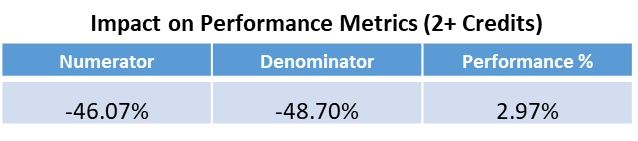 Impact on Performance Metrics (2+ Credits)
Numerator Denominator Performance %
-46.07% -48.70% 2.97%